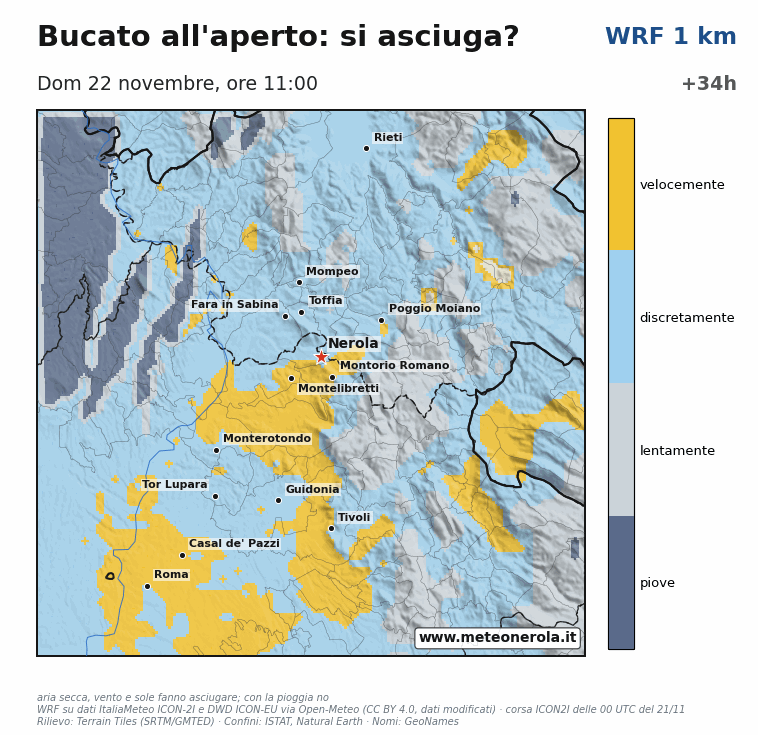 Bucato all'aperto: si asciuga?
WRF 1 km
Dom 22 novembre, ore 11:00
+34h
Rieti
velocemente
Mompeo
Toffia
Fara in Sabina
Poggio Moiano
discretamente
Nerola
Montorio Romano
Montelibretti
Monterotondo
lentamente
Tor Lupara
Guidonia
Tivoli
Casal de' Pazzi
Roma
piove
www.meteonerola.it
aria secca, vento e sole fanno asciugare; con la pioggia no
WRF su dati ItaliaMeteo ICON-2I e DWD ICON-EU via Open-Meteo (CC BY 4.0, dati modificati) · corsa ICON2I delle 00 UTC del 21/11
Rilievo: Terrain Tiles (SRTM/GMTED) · Confini: ISTAT, Natural Earth · Nomi: GeoNames